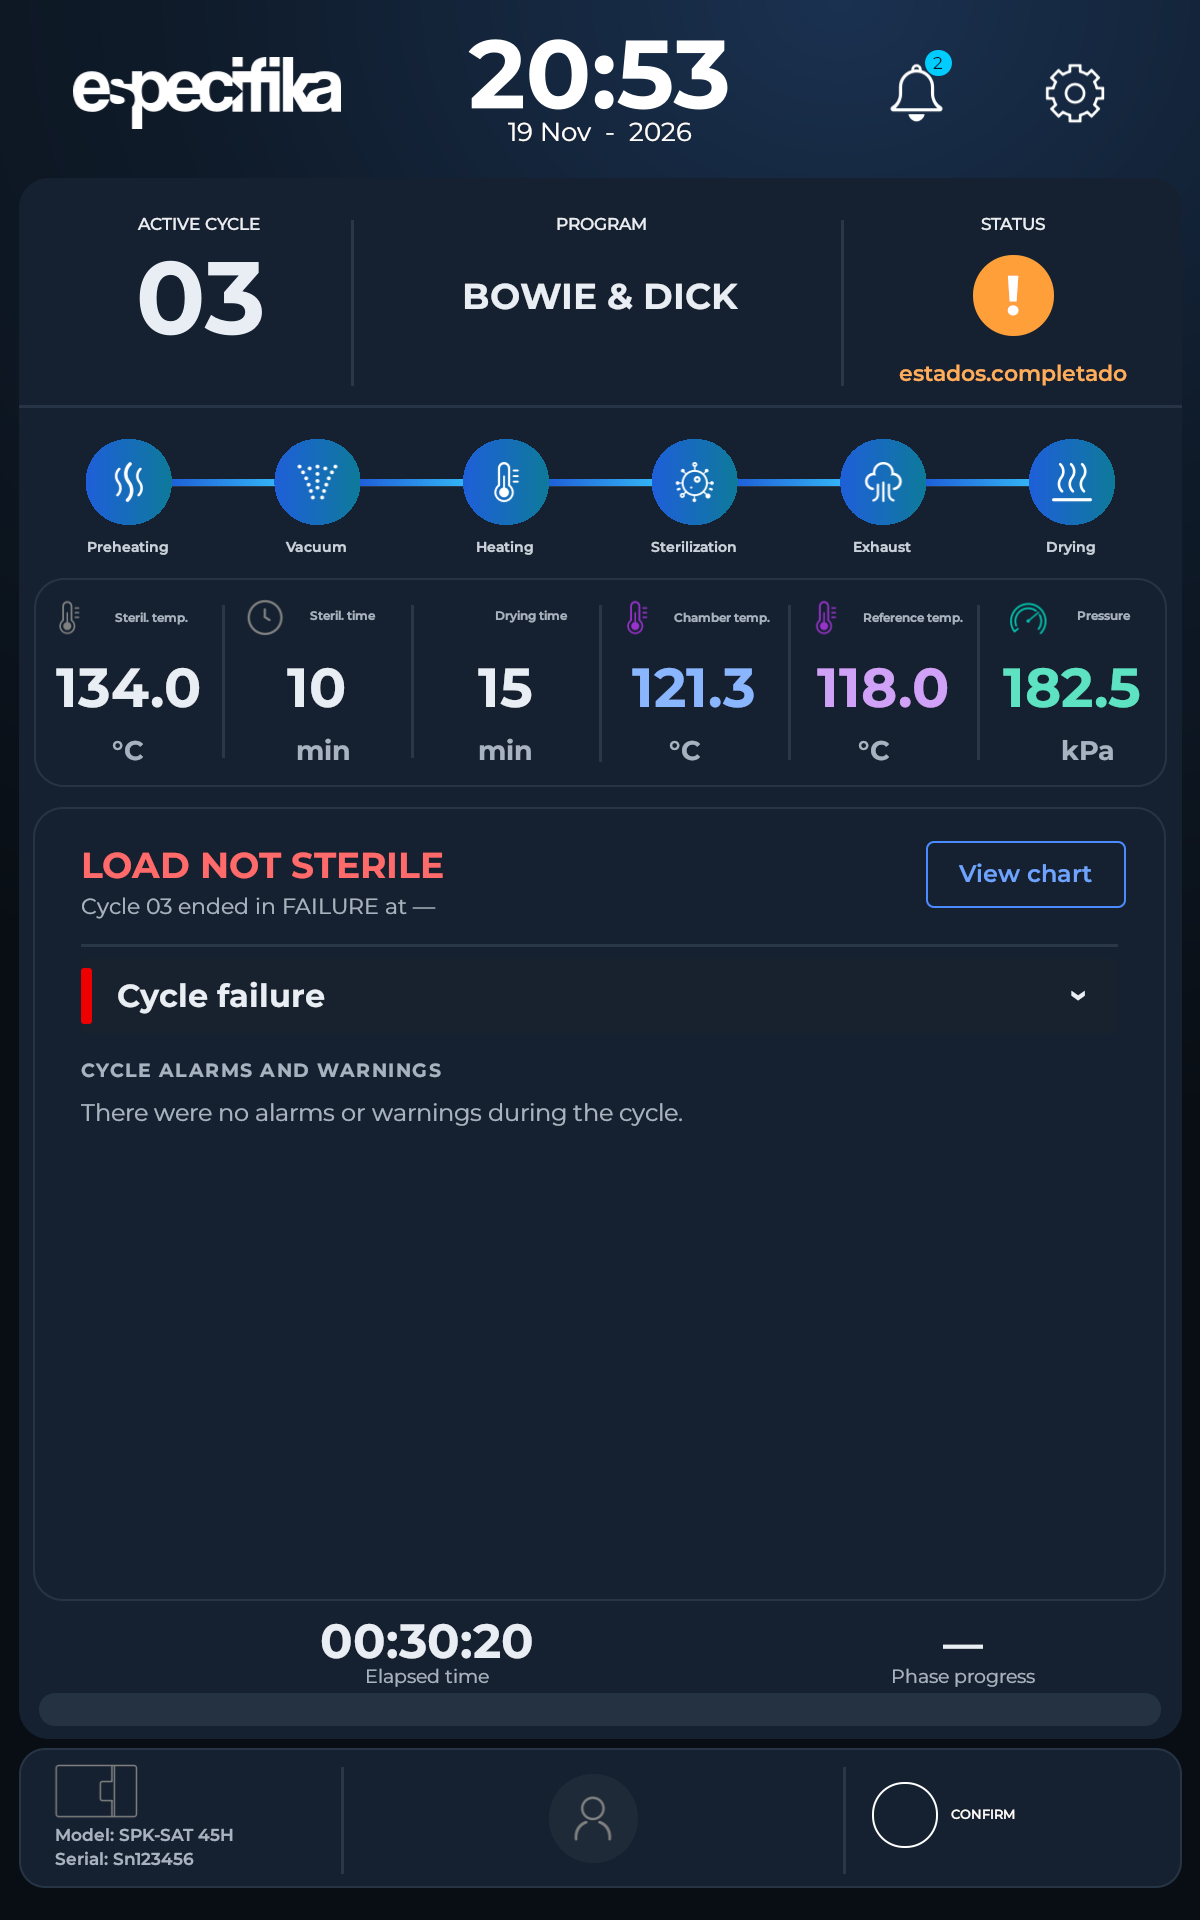 especifika
20:53
19 Nov - 2026
2
ACTIVE CYCLE
03
PROGRAM
BOWIE & DICK
STATUS
!
estados.completado
Preheating
Vacuum
Heating
Sterilization
Exhaust
Drying
Steril. temp.
134.0
°C
Steril. time
10
min
Drying time
15
min
Chamber temp.
121.3
°C
Reference temp.
118.0
°C
Pressure
182.5
kPa
LOAD NOT STERILE
Cycle 03 ended in FAILURE at —
View chart
Cycle failure
CYCLE ALARMS AND WARNINGS
There were no alarms or warnings during the cycle.
00:30:20
Elapsed time
—
Phase progress
Model: SPK-SAT 45H
Serial: Sn123456
CONFIRM